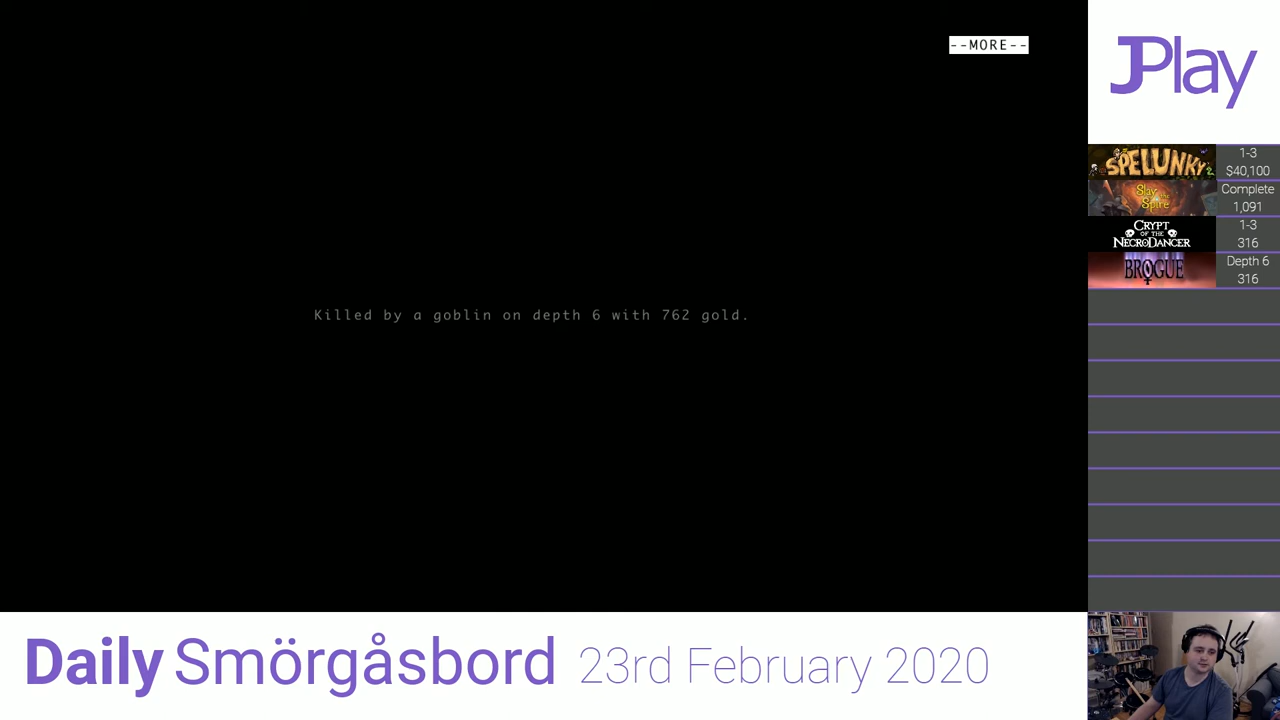 --MORE--
JPlay
SPELUNKY
1-3
$40,100
Slay the Spire
Complete
1,091
CRYPT
OF THE
NECRODANCER
1-3
316
BROGUE
Depth 6
316
Killed by a goblin on depth 6 with 762 gold.
Daily Smörgåsbord 23rd February 2020